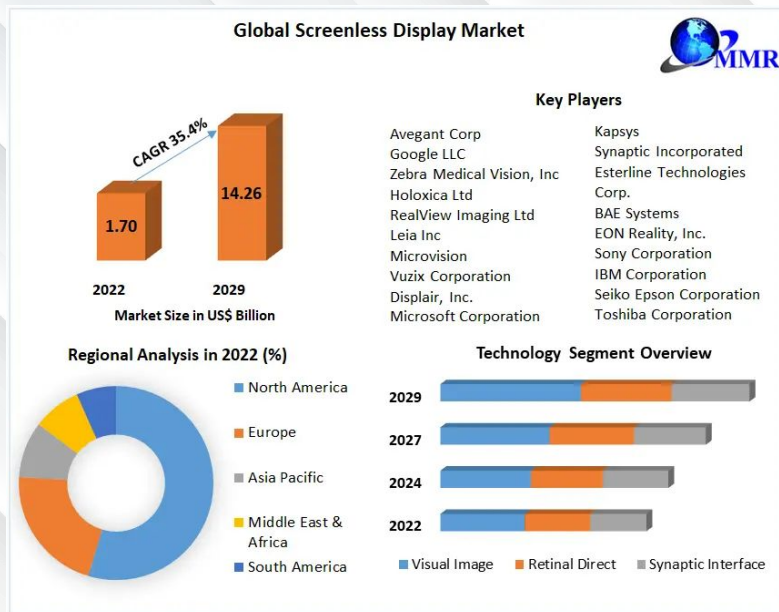 Global Screenless Display Market
MMR
CAGR 35.4%
1.70
14.26
2022
2029
Market Size in US$ Billion
Key Players
Avegant Corp
Google LLC
Zebra Medical Vision, Inc
Holoxica Ltd
RealView Imaging Ltd
Leia Inc
Microvision
Vuzix Corporation
Displair, Inc.
Microsoft Corporation
Kapsys
Synaptic Incorporated
Esterline Technologies
Corp.
BAE Systems
EON Reality, Inc.
Sony Corporation
IBM Corporation
Seiko Epson Corporation
Toshiba Corporation
Regional Analysis in 2022 (%)
North America
Europe
Asia Pacific
Middle East &
Africa
South America
Technology Segment Overview
2029
2027
2024
2022
Visual Image
Retinal Direct
Synaptic Interface